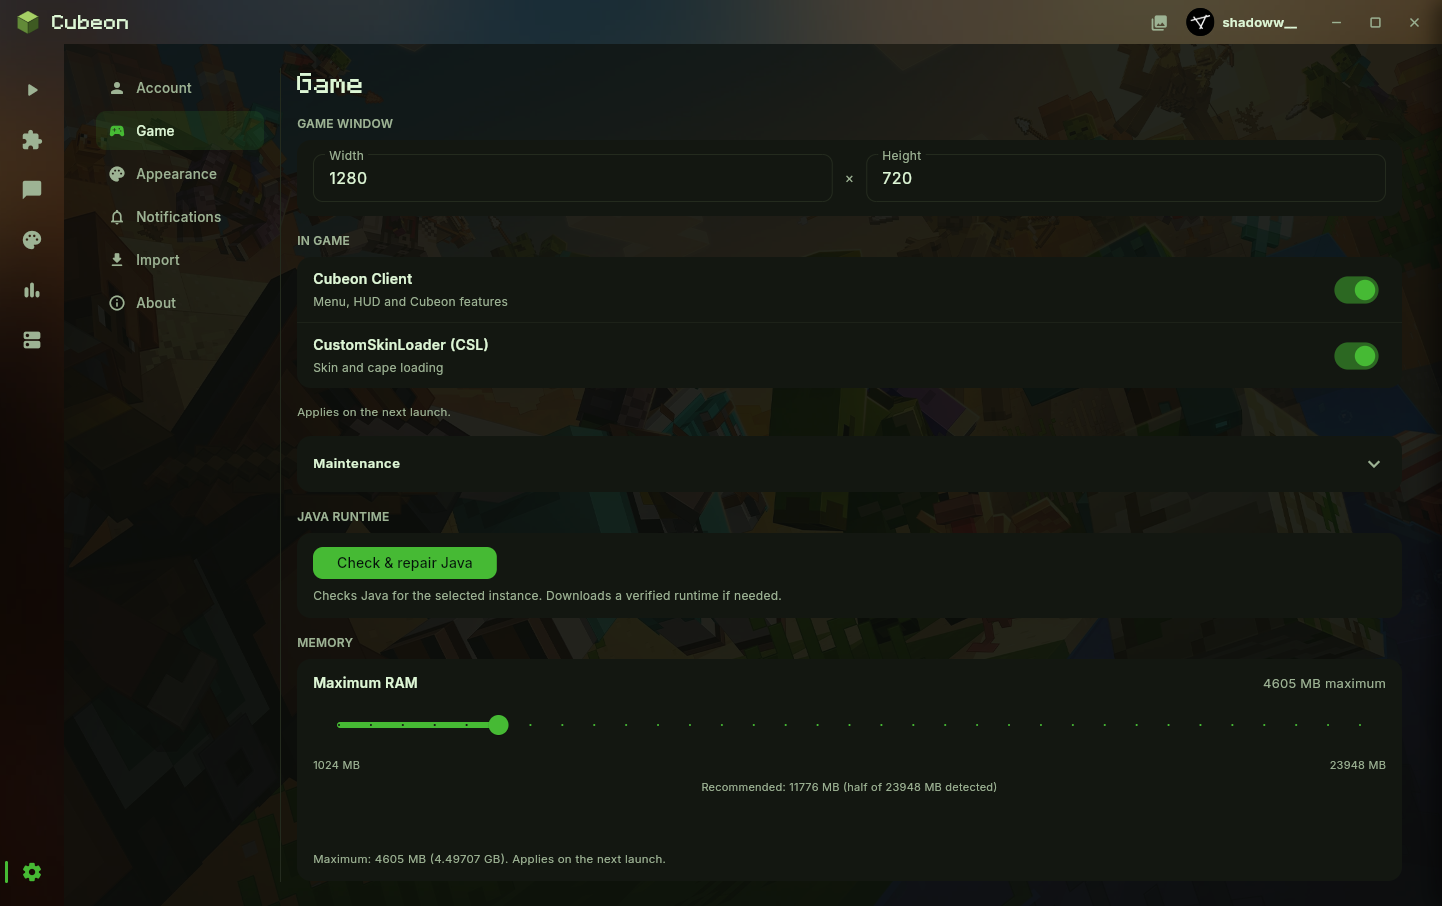 Cubeon
shadoww__
Account
Game
Appearance
Notifications
Import
About
Game
GAME WINDOW
Width
1280
×
Height
720
IN GAME
Cubeon Client
Menu, HUD and Cubeon features
CustomSkinLoader (CSL)
Skin and cape loading
Applies on the next launch.
Maintenance
JAVA RUNTIME
Check & repair Java
Checks Java for the selected instance. Downloads a verified runtime if needed.
MEMORY
Maximum RAM
4605 MB maximum
1024 MB
23948 MB
Recommended: 11776 MB (half of 23948 MB detected)
Maximum: 4605 MB (4.49707 GB). Applies on the next launch.